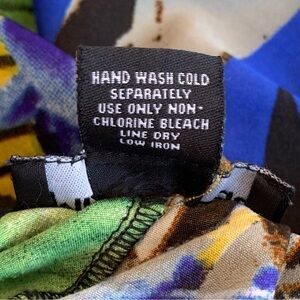 HAND WASH COLD
SEPARATELY
USE ONLY NON-
CHLORINE BLEACH
LINE DRY
LOW IRON